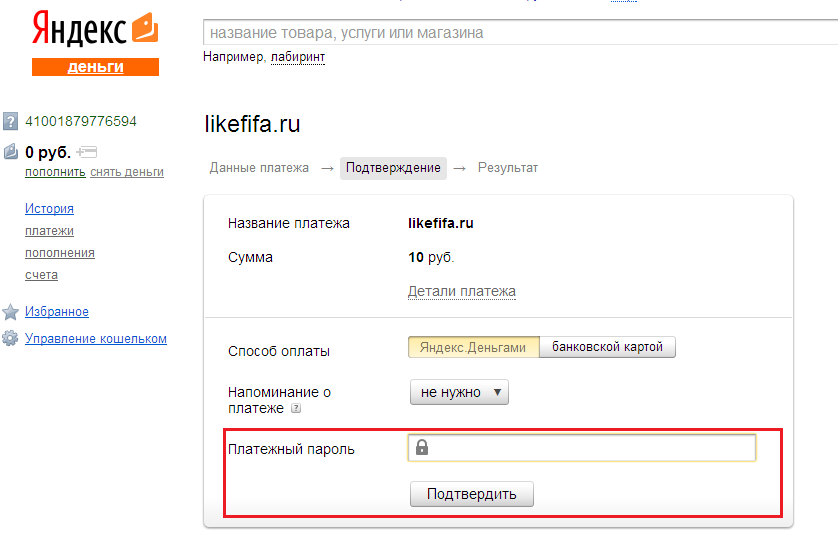 Яндекс
деньги
название товара, услуги или магазина
Например, лабиринт
41001879776594
0 руб.
пополнить снять деньги
История
платежи
пополнения
счета
Избранное
Управление кошельком
likefifa.ru
Данные платежа → Подтверждение → Результат
Название платежа likefifa.ru
Сумма 10 руб.
Детали платежа
Способ оплаты Яндекс.Деньгами банковской картой
Напоминание о
платеже ? не нужно ▼
Платежный пароль
Подтвердить